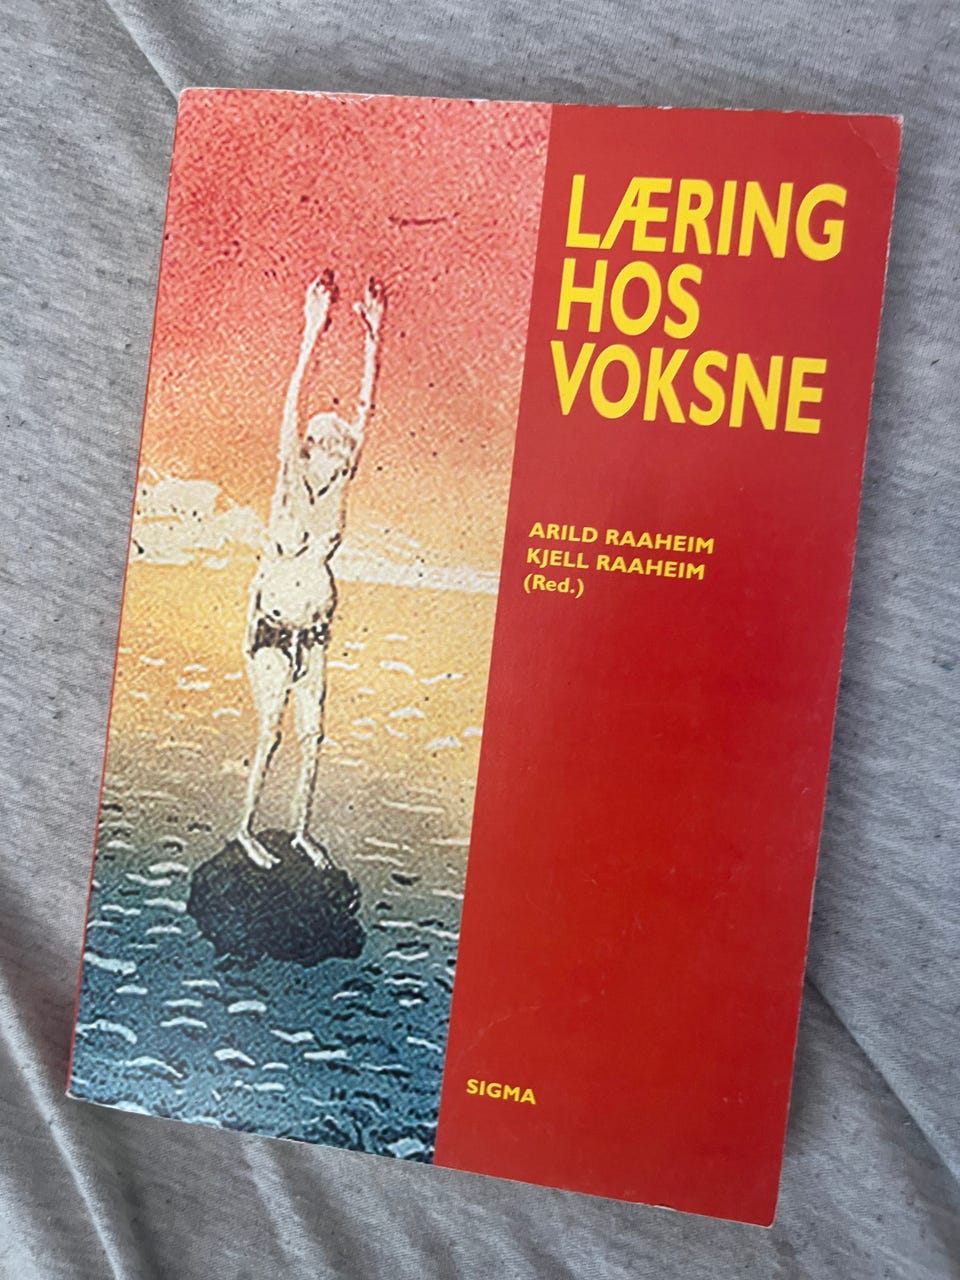 LÆRING
HOS
VOKSNE
ARILD RAAHEIM
KJELL RAAHEIM
(Red.)
SIGMA